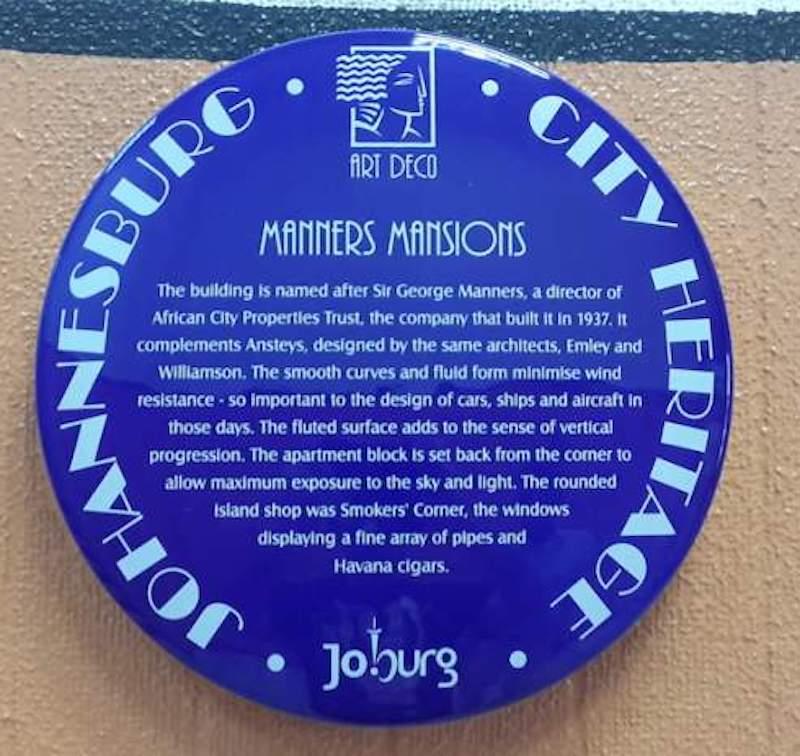 JOHANNESBURG • CITY HERITAGE
ART DECO
MANNERS MANSIONS
The building is named after Sir George Manners, a director of
African City Properties Trust, the company that built it in 1937. It
complements Ansteys, designed by the same architects, Emley and
Williamson. The smooth curves and fluid form minimise wind
resistance - so important to the design of cars, ships and aircraft in
those days. The fluted surface adds to the sense of vertical
progression. The apartment block is set back from the corner to
allow maximum exposure to the sky and light. The rounded
island shop was Smokers' Corner, the windows
displaying a fine array of pipes and
Havana cigars.
Joburg